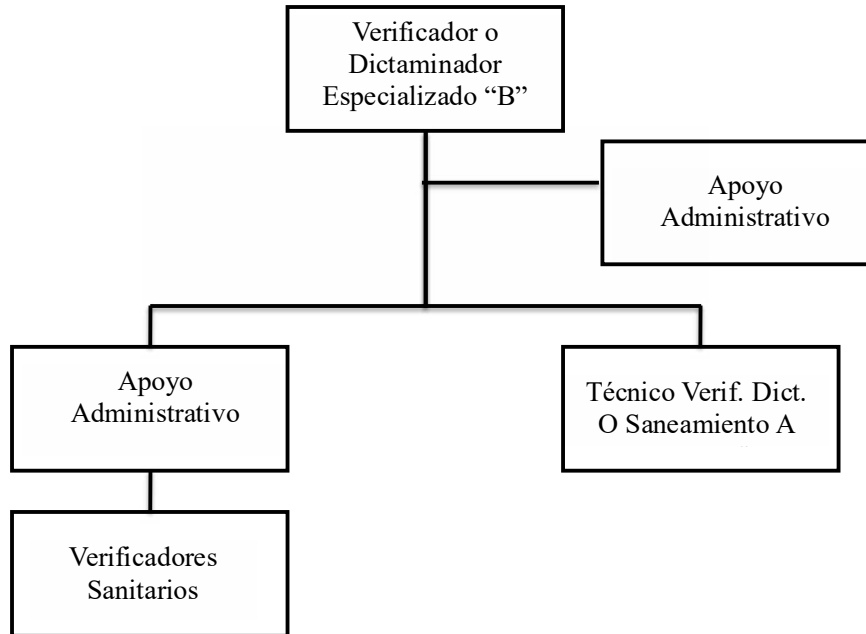 Verificador o
Dictaminador
Especializado “B”
Apoyo
Administrativo
Apoyo
Administrativo
Técnico Verif. Dict.
O Saneamiento A
Verificadores
Sanitarios